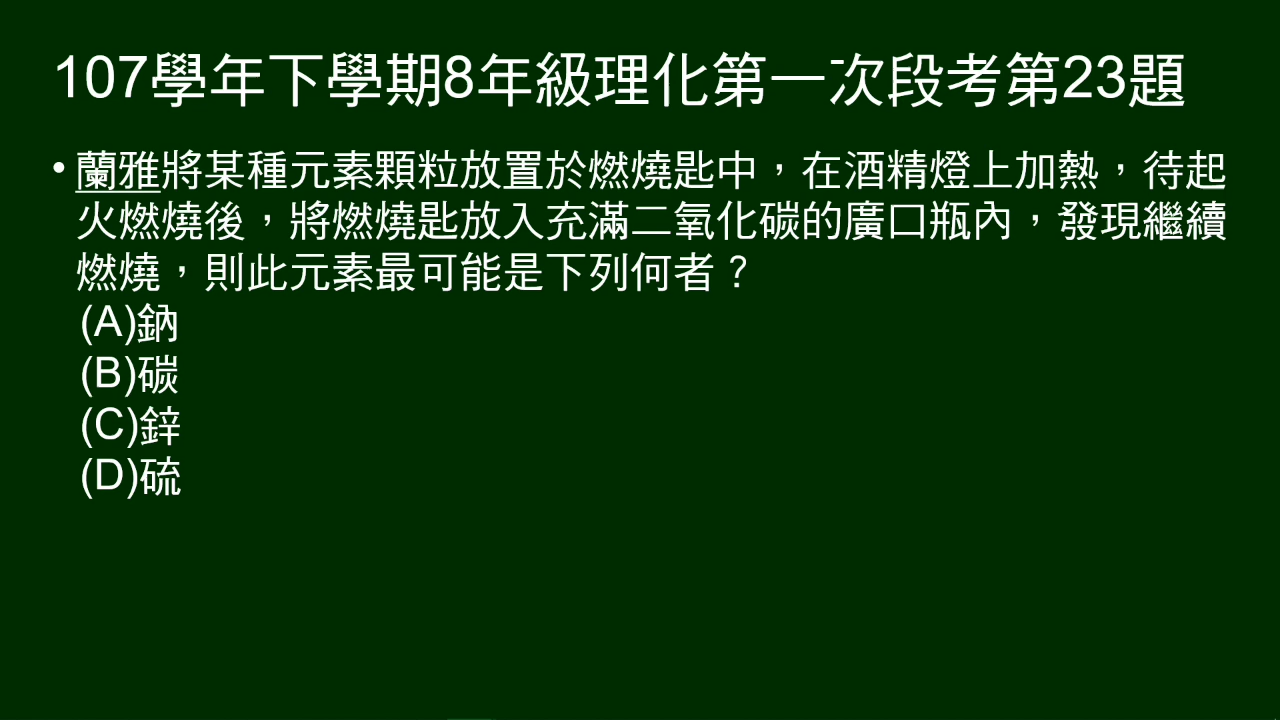 107學年下學期8年級理化第一次段考第23題
• 蘭雅將某種元素顆粒放置於燃燒匙中，在酒精燈上加熱，待起
火燃燒後，將燃燒匙放入充滿二氧化碳的廣口瓶內，發現繼續
燃燒，則此元素最可能是下列何者？
(A)鈉
(B)碳
(C)鋅
(D)硫